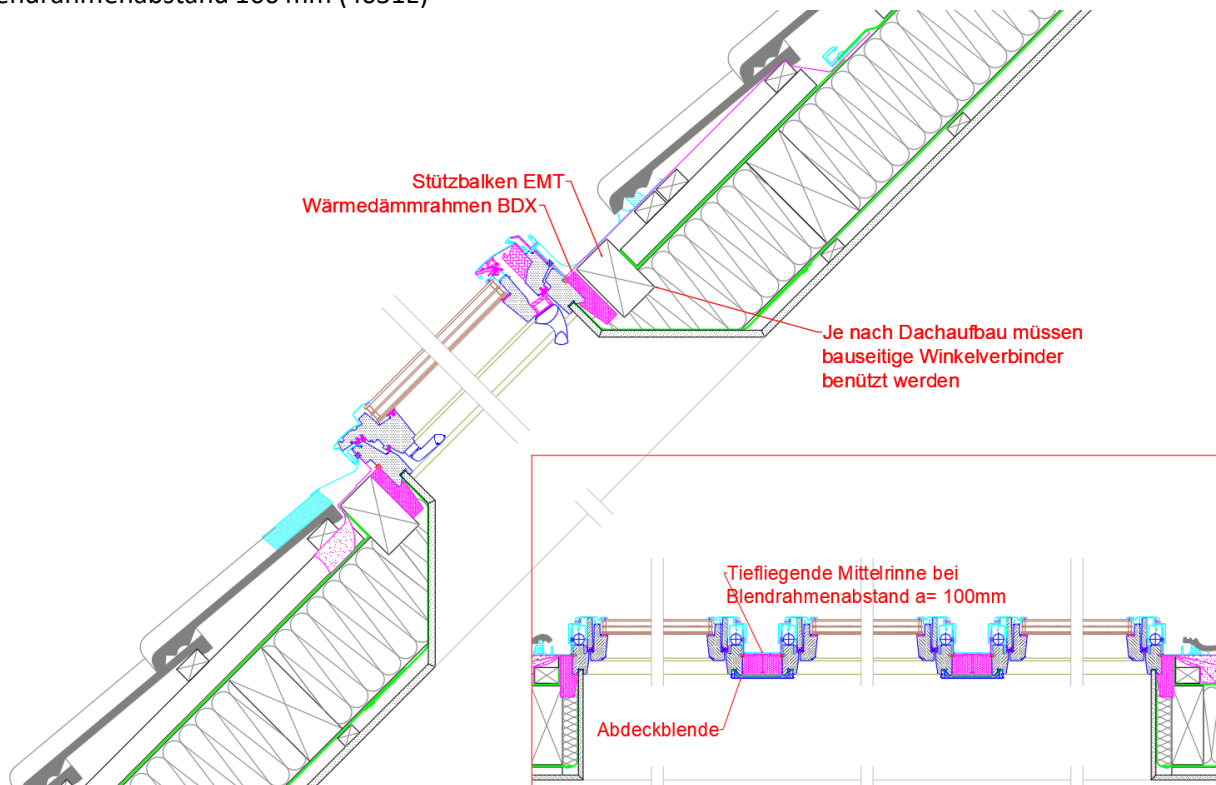 Stützbalken EMT
Wärmedämmrahmen BDX
Je nach Dachaufbau müssen
bauseitige Winkelverbinder
benützt werden
Tiefliegende Mittelrinne bei
Blendrahmenabstand a= 100mm
Abdeckblende